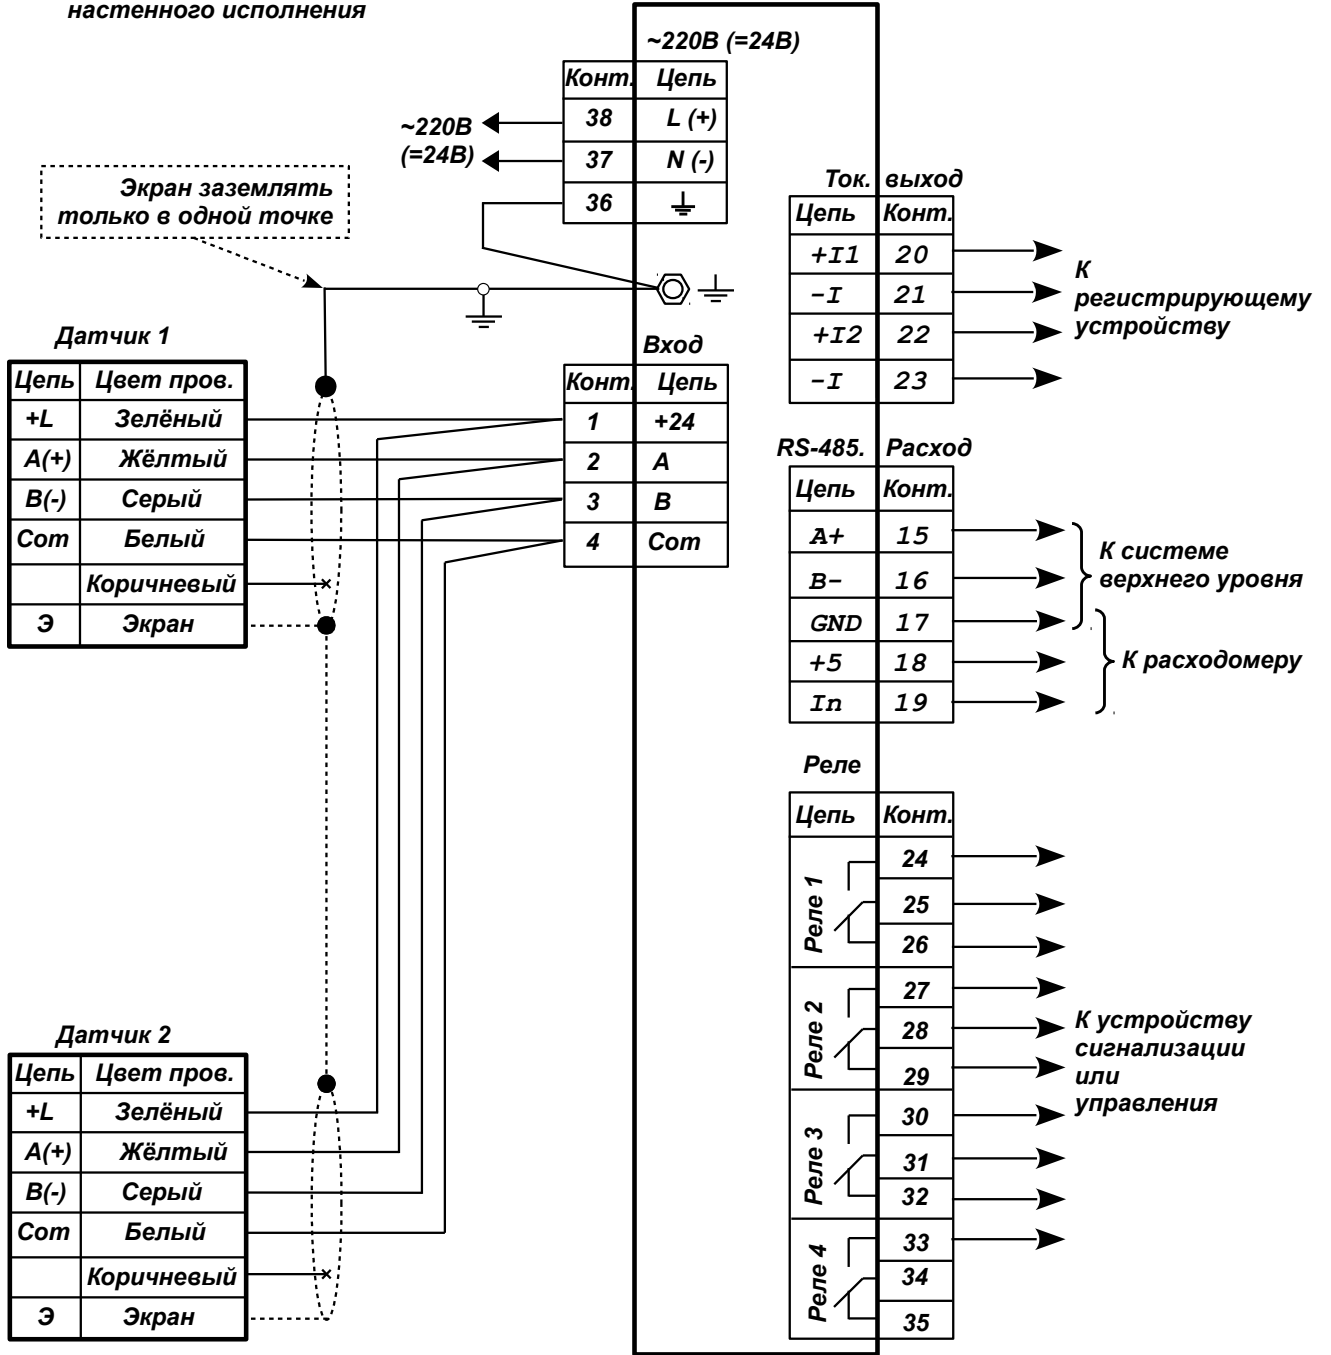 настенного исполнения
~220В (=24В)
Конт. Цепь
38 L (+)
37 N (-)
36
~220В
(=24В)
Экран заземлять
только в одной точке
Ток. выход
Цепь Конт.
+I1 20
-I 21
+I2 22
-I 23
К
регистрирующему
устройству
Датчик 1
Цепь Цвет пров.
+L Зелёный
A(+) Жёлтый
B(-) Серый
Com Белый
Коричневый
Э Экран
Вход
Конт. Цепь
1 +24
2 A
3 B
4 Com
RS-485. Расход
Цепь Конт.
A+ 15
B- 16
GND 17
+5 18
In 19
К системе
верхнего уровня
К расходомеру
Реле
Цепь Конт.
Реле 1
24
25
26
Реле 2
27
28
29
Реле 3
30
31
32
Реле 4
33
34
35
К устройству
сигнализации
или
управления
Датчик 2
Цепь Цвет пров.
+L Зелёный
A(+) Жёлтый
B(-) Серый
Com Белый
Коричневый
Э Экран